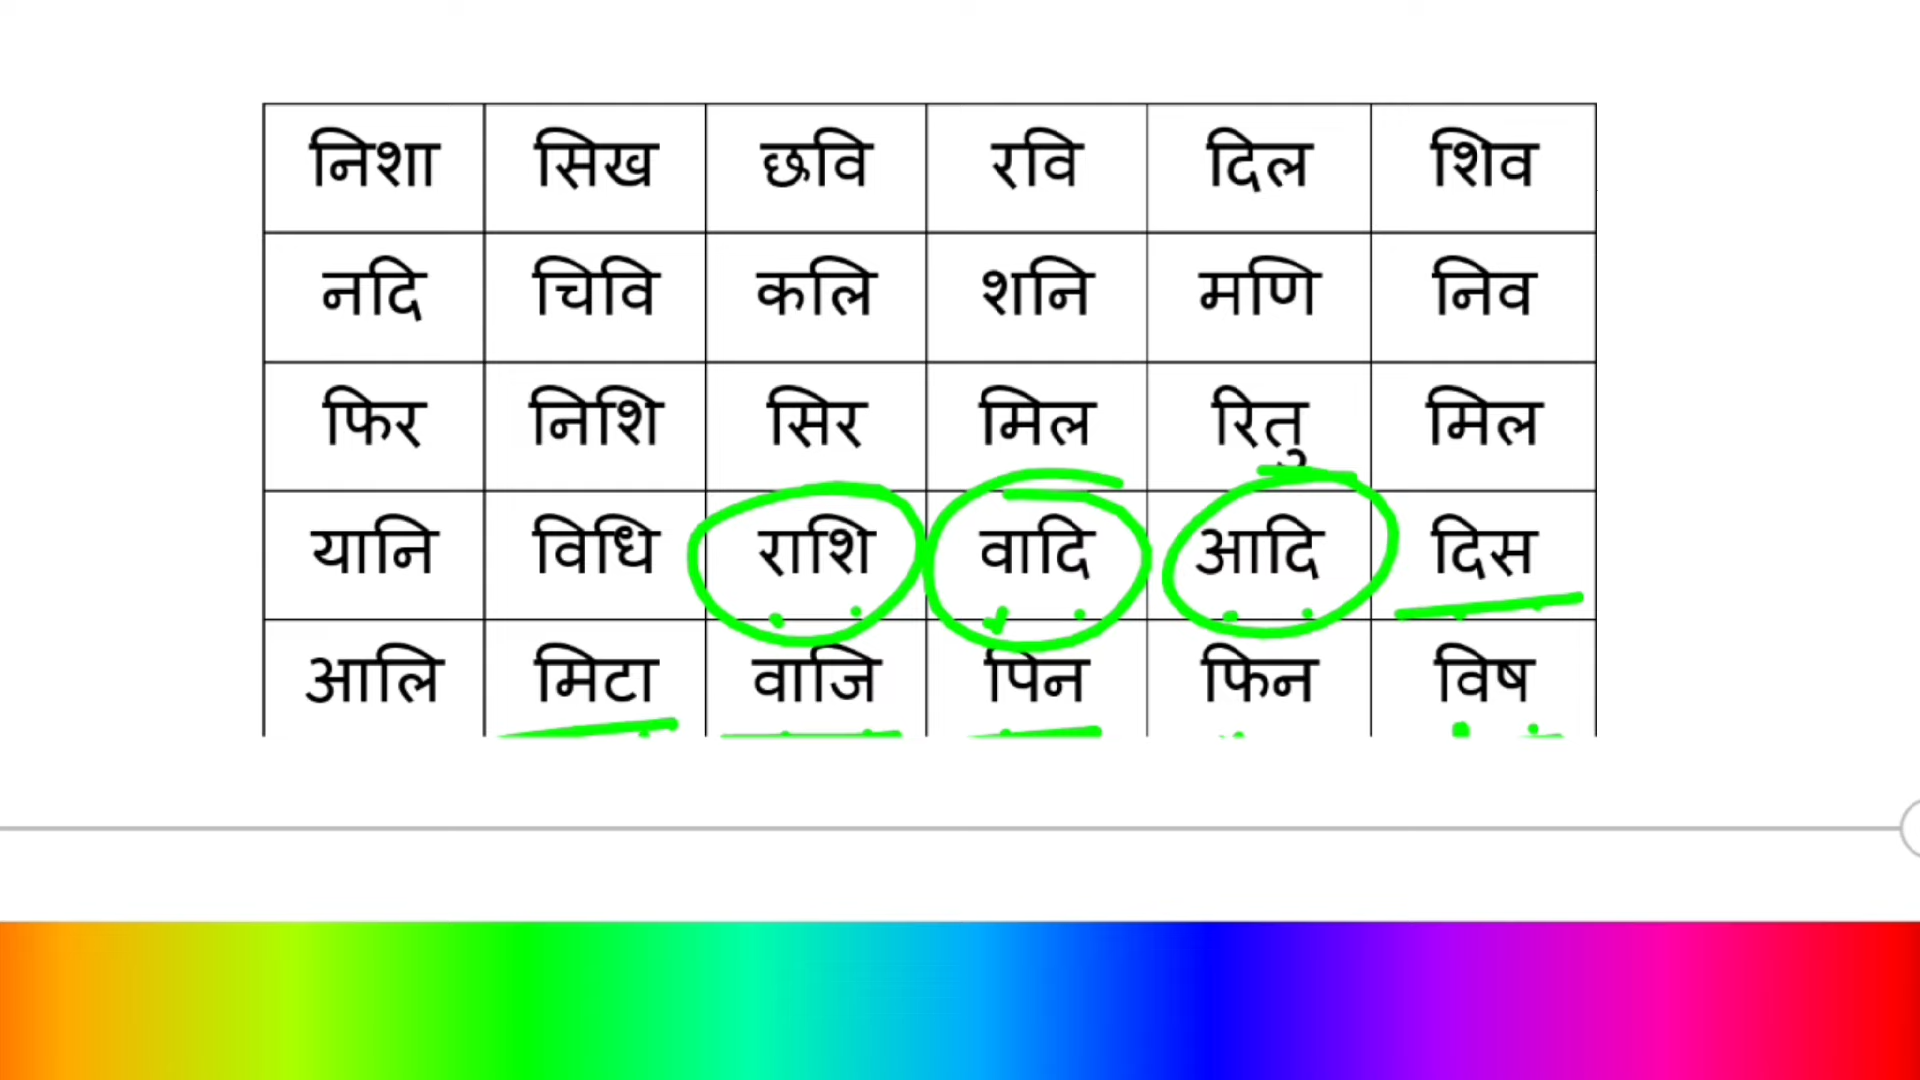 निशा सिख छवि रवि दिल शिव
नदि चिवि कलि शनि मणि निव
फिर निशि सिर मिल रितु मिल
यानि विधि राशि वादि आदि दिस
आलि मिटा वाजि पिन फिन विष